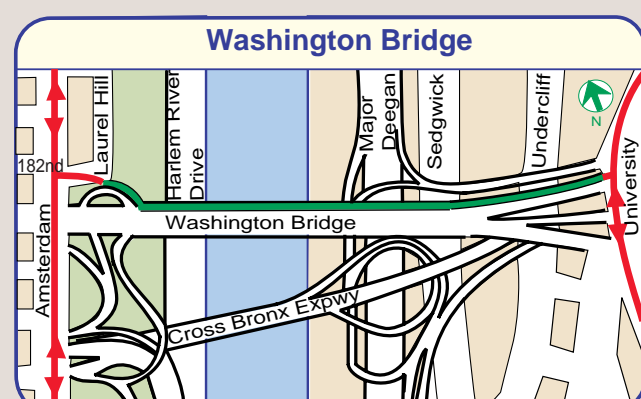 Washington Bridge
Laurel Hill
Harlem River
Drive
Major
Deegan
Sedgwick
Undercliff
N
182nd
Amsterdam
Washington Bridge
University
Cross Bronx Expwy